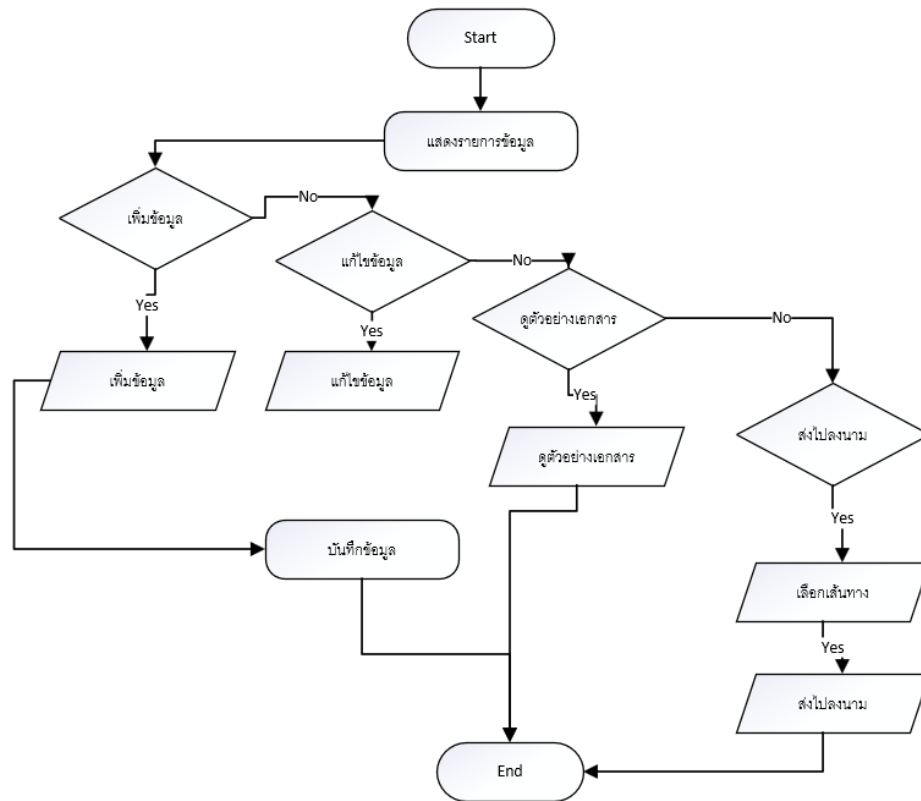 Start
แสดงรายการข้อมูล
เพิ่มข้อมูล
No
แก้ไขข้อมูล
No
ดูตัวอย่างเอกสาร
No
Yes
Yes
เพิ่มข้อมูล
แก้ไขข้อมูล
Yes
ส่งไปลงนาม
ดูตัวอย่างเอกสาร
Yes
บันทึกข้อมูล
เลือกเส้นทาง
Yes
ส่งไปลงนาม
End